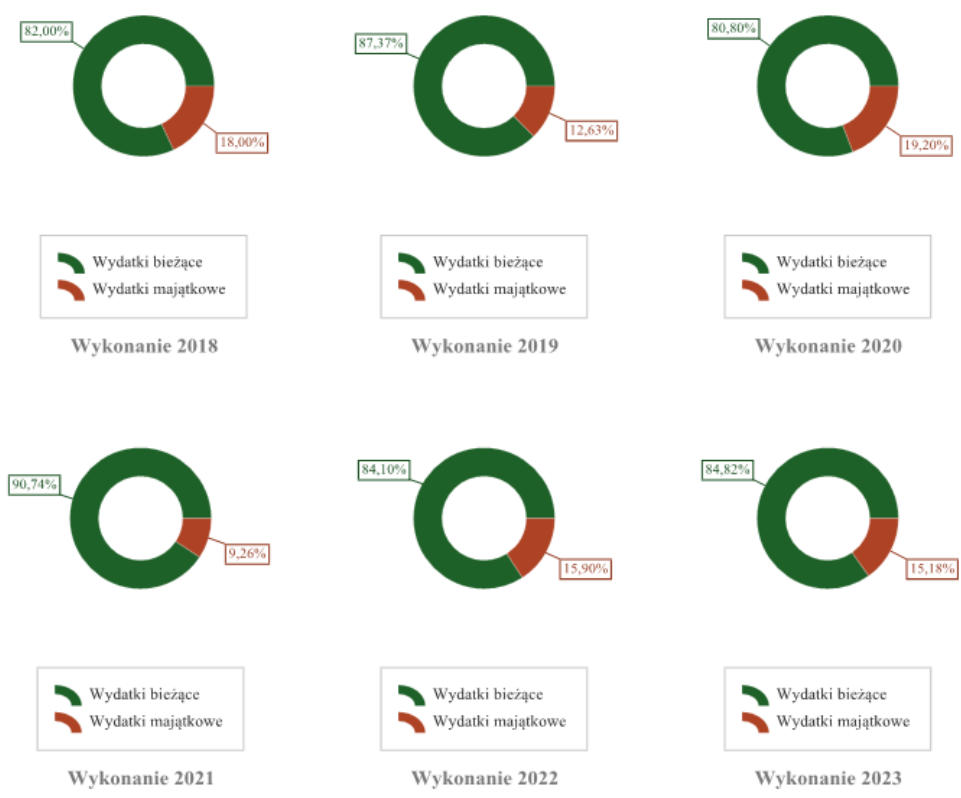 82,00%
18,00%
Wydatki bieżące
Wydatki majątkowe
Wykonanie 2018
87,37%
12,63%
Wydatki bieżące
Wydatki majątkowe
Wykonanie 2019
80,80%
19,20%
Wydatki bieżące
Wydatki majątkowe
Wykonanie 2020
90,74%
9,26%
Wydatki bieżące
Wydatki majątkowe
Wykonanie 2021
84,10%
15,90%
Wydatki bieżące
Wydatki majątkowe
Wykonanie 2022
84,82%
15,18%
Wydatki bieżące
Wydatki majątkowe
Wykonanie 2023